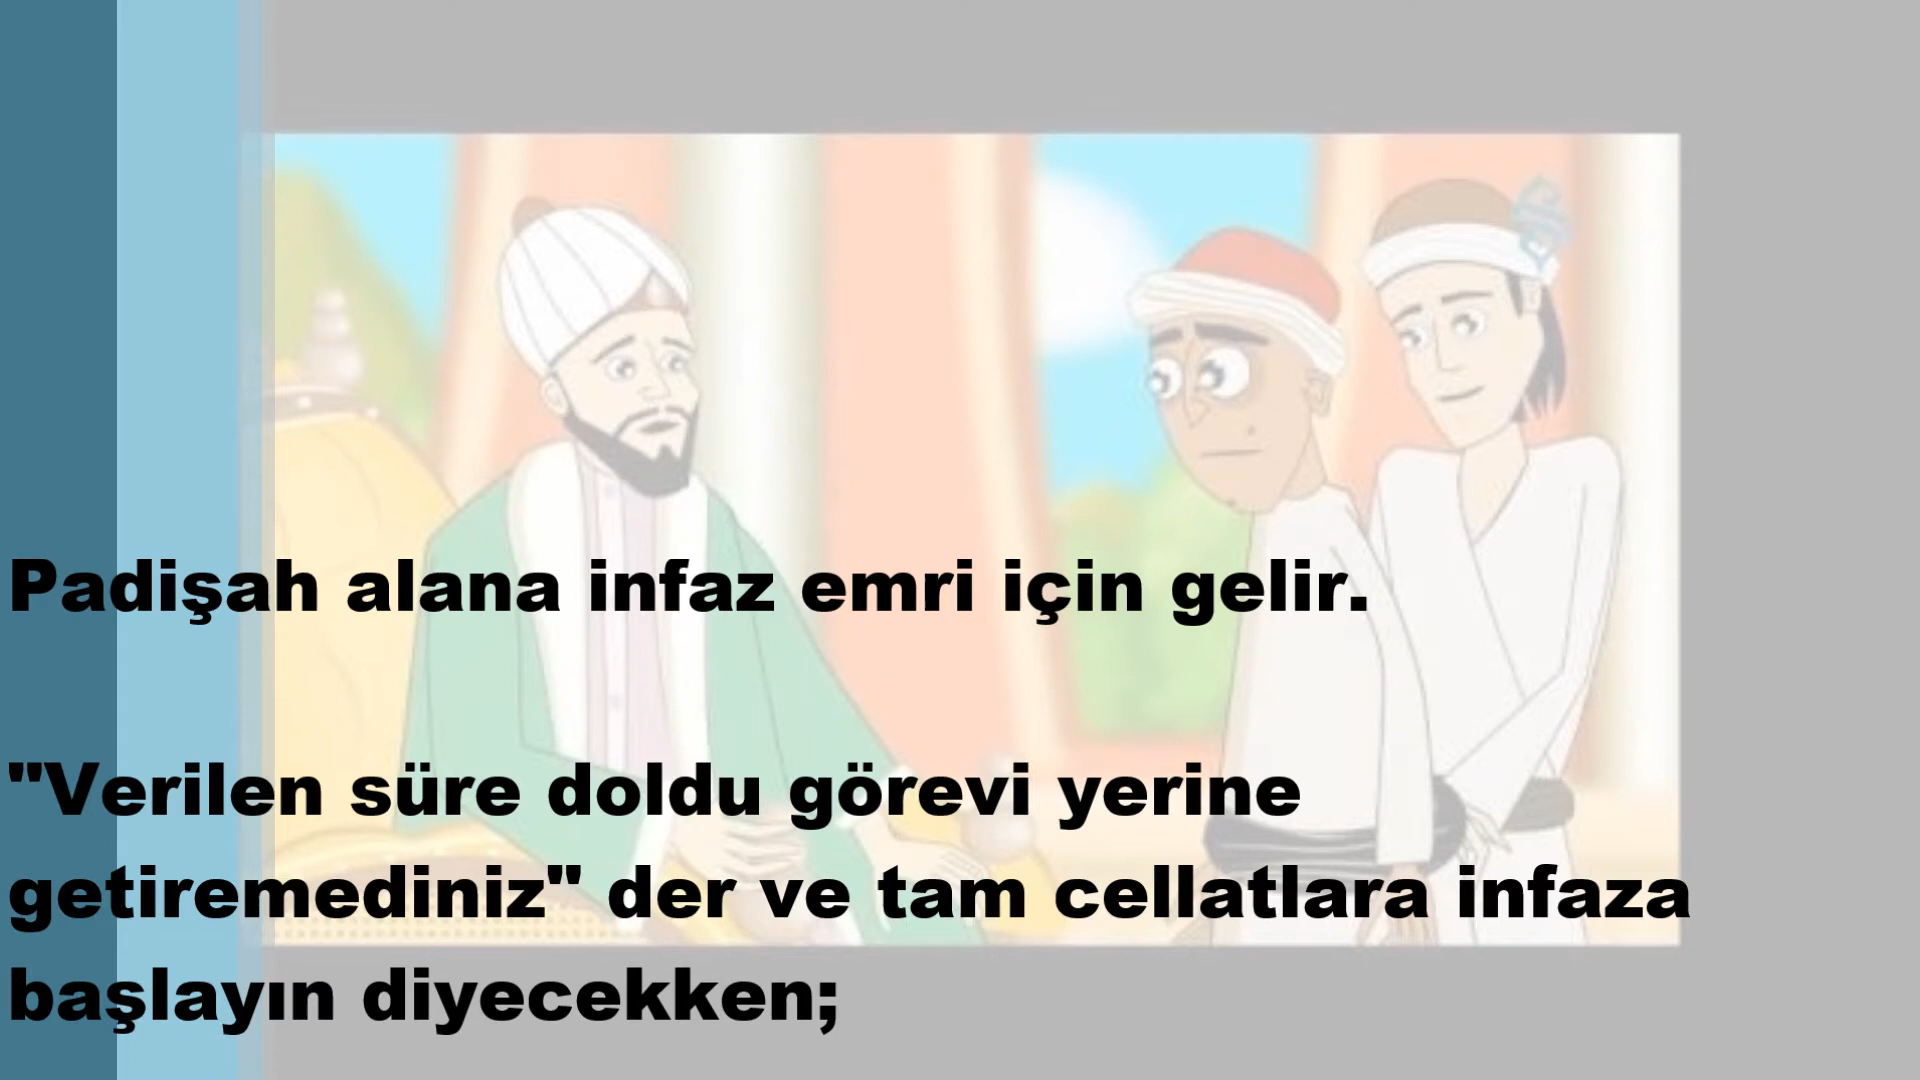 Padişah alana infaz emri için gelir.
"Verilen süre doldu görevi yerine
getiremediniz" der ve tam cellatlara infaza
başlayın diyecekken;